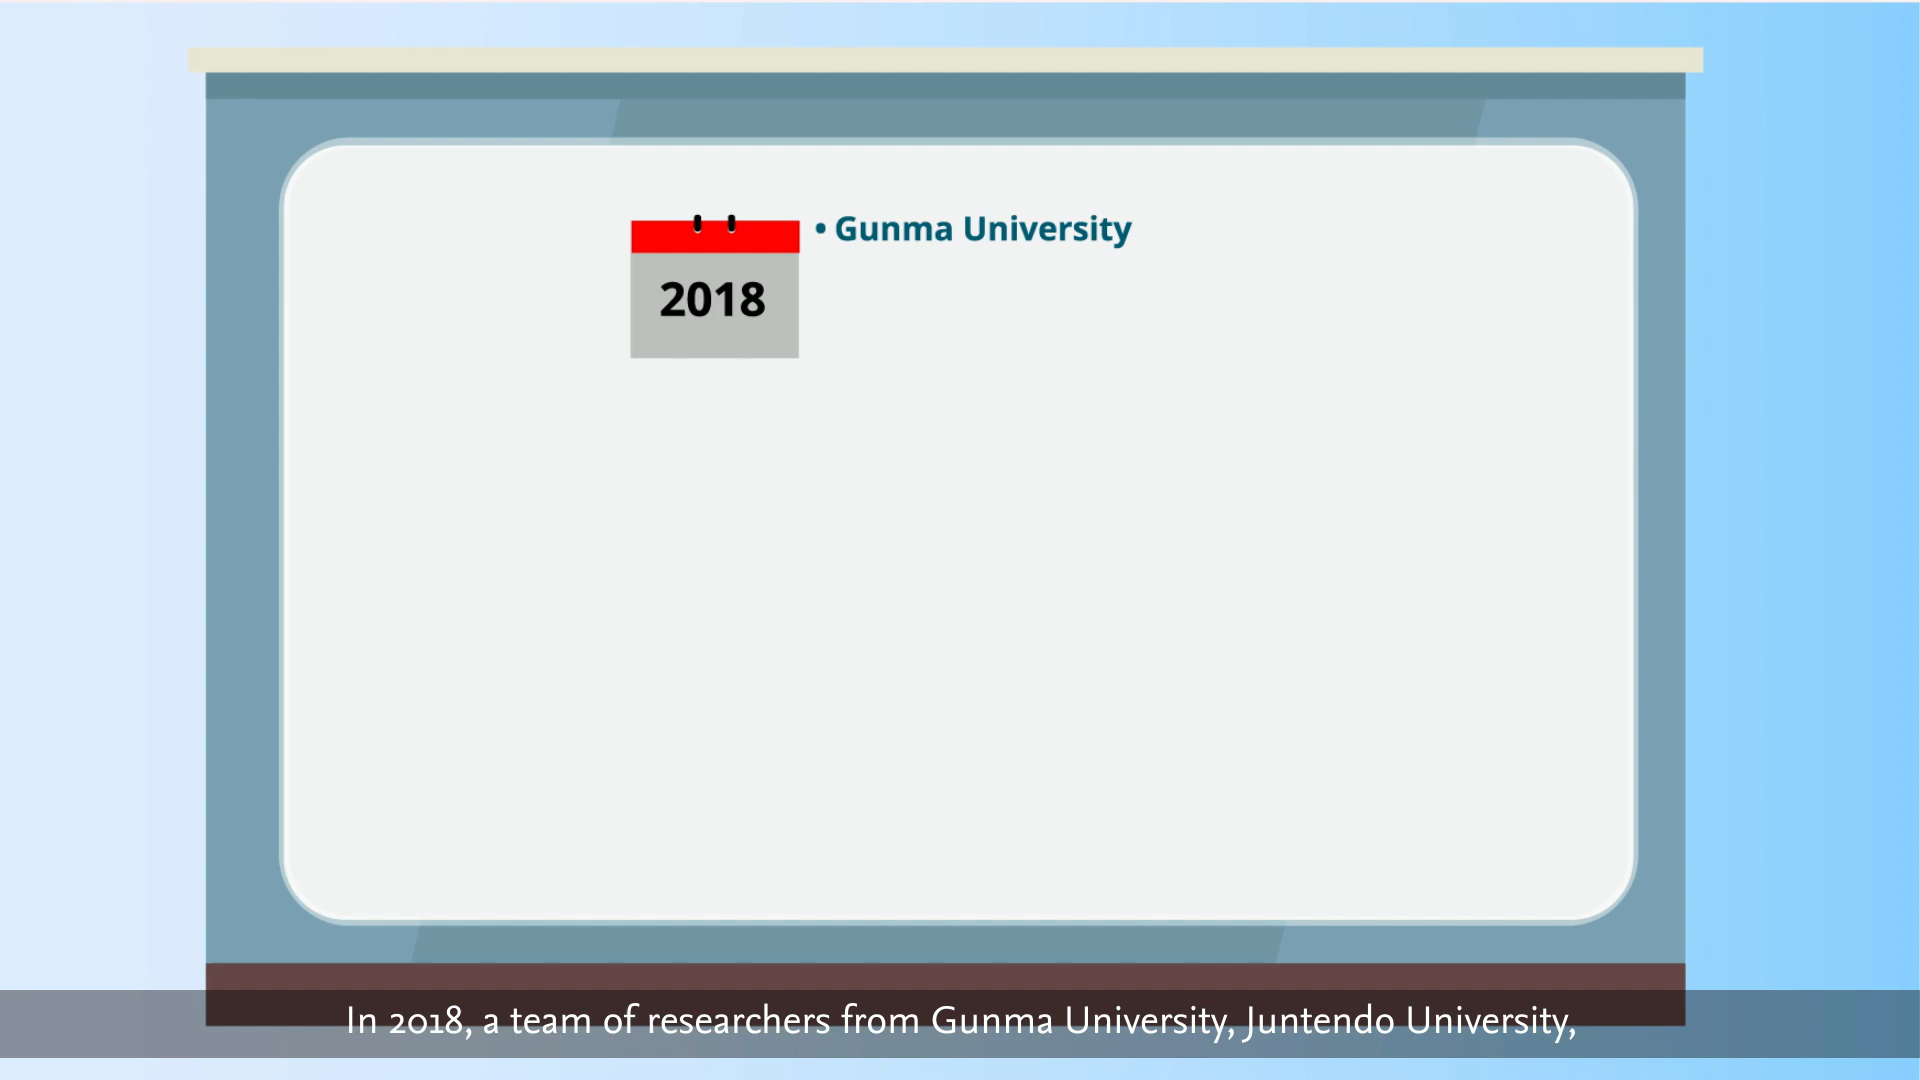 • Gunma University
2018
In 2018, a team of researchers from Gunma University, Juntendo University,